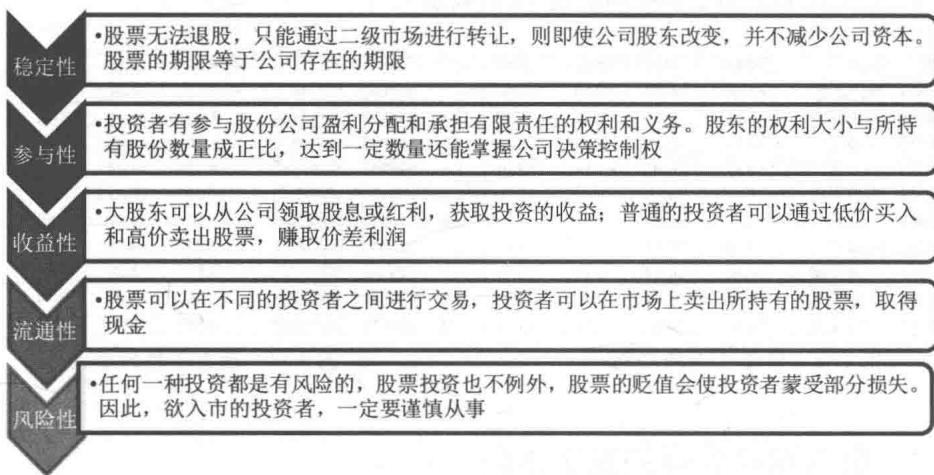 稳定性
•股票无法退股，只能通过二级市场进行转让，则即使公司股东改变，并不减少公司资本。
股票的期限等于公司存在的期限
参与性
•投资者有参与股份公司盈利分配和承担有限责任的权利和义务。股东的权利大小与所持
有股份数量成正比，达到一定数量还能掌握公司决策控制权
收益性
•大股东可以从公司领取股息或红利，获取投资的收益；普通的投资者可以通过低价买入
和高价卖出股票，赚取价差利润
流通性
•股票可以在不同的投资者之间进行交易，投资者可以在市场上卖出所持有的股票，取得
现金
风险性
•任何一种投资都是有风险的，股票投资也不例外，股票的贬值会使投资者蒙受部分损失。
因此，欲入市的投资者，一定要谨慎从事